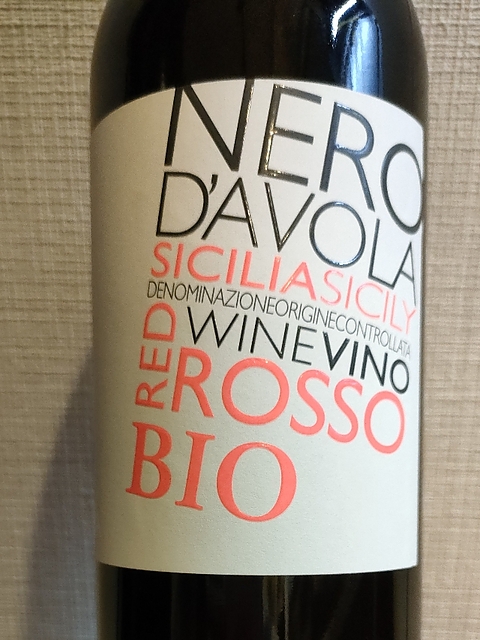 NERO
D'AVOLA
SICILIASICILY
DENOMINAZIONEORIGINECONTROLLATA
RED
WINEVINO
ROSSO
BIO